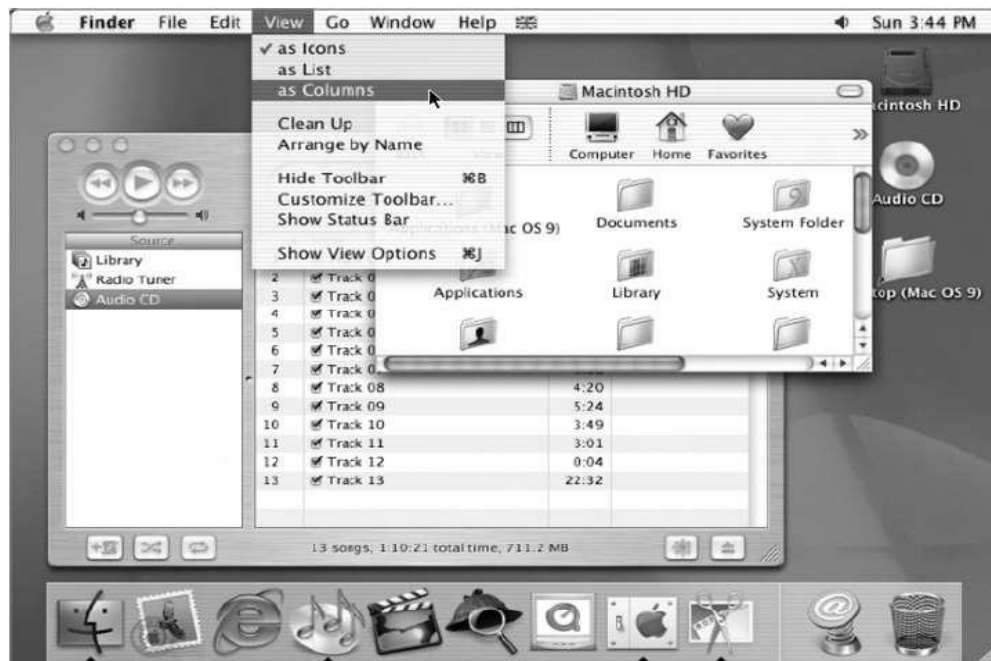 Finder File Edit View Go Window Help Sun 3:44 PM
✓ as Icons
as List
as Columns
Clean Up
Arrange by Name
Hide Toolbar ⌘B
Customize Toolbar...
Show Status Bar
Show View Options ⌘J
Macintosh HD
Computer Home Favorites
Mac OS 9)
Documents
System Folder
Applications
Library
System
cintosh HD
Audio CD
top (Mac OS 9)
Source
Library
Radio Tuner
Audio CD
2 Track 0
3 Track 0
4 Track 0
5 Track 0
6 Track 0
7 Track 0
8 Track 08 4:20
9 Track 09 5:24
10 Track 10 3:49
11 Track 11 3:01
12 Track 12 0:04
13 Track 13 22:32
13 songs, 1:10:21 total time, 711.2 MB